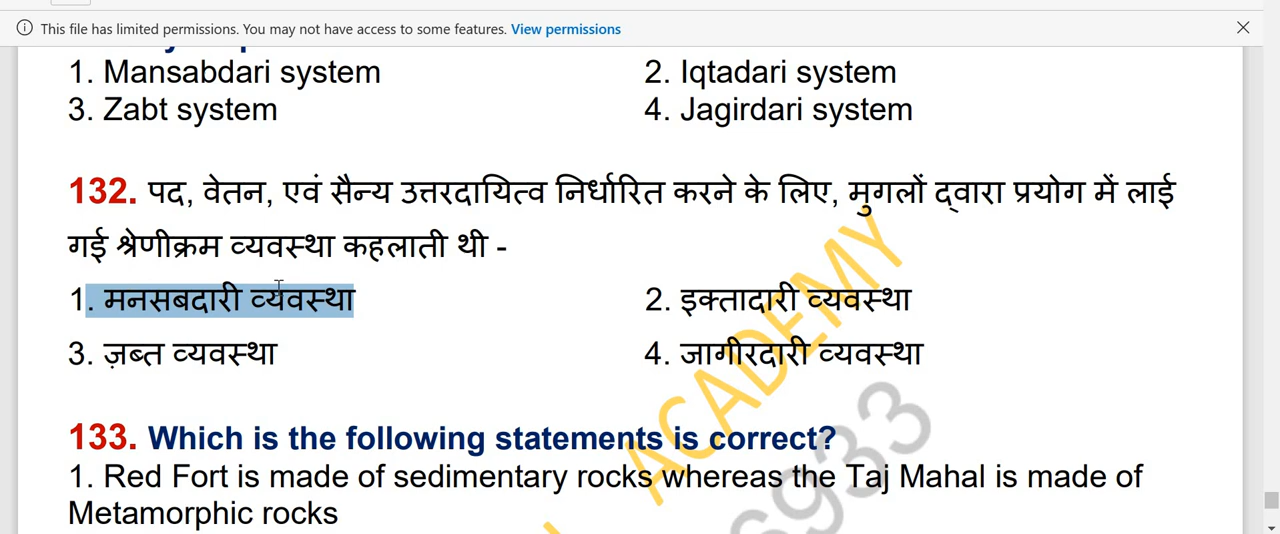 This file has limited permissions. You may not have access to some features. View permissions
1. Mansabdari system 2. Iqtadari system
3. Zabt system 4. Jagirdari system
132. पद, वेतन, एवं सैन्य उत्तरदायित्व निर्धारित करने के लिए, मुगलों द्वारा प्रयोग में लाई
गई श्रेणीक्रम व्यवस्था कहलाती थी -
1. मनसबदारी व्यवस्था 2. इक्तादारी व्यवस्था
3. ज़ब्त व्यवस्था 4. जागीरदारी व्यवस्था
ACADEMY
6933
133. Which is the following statements is correct?
1. Red Fort is made of sedimentary rocks whereas the Taj Mahal is made of
Metamorphic rocks